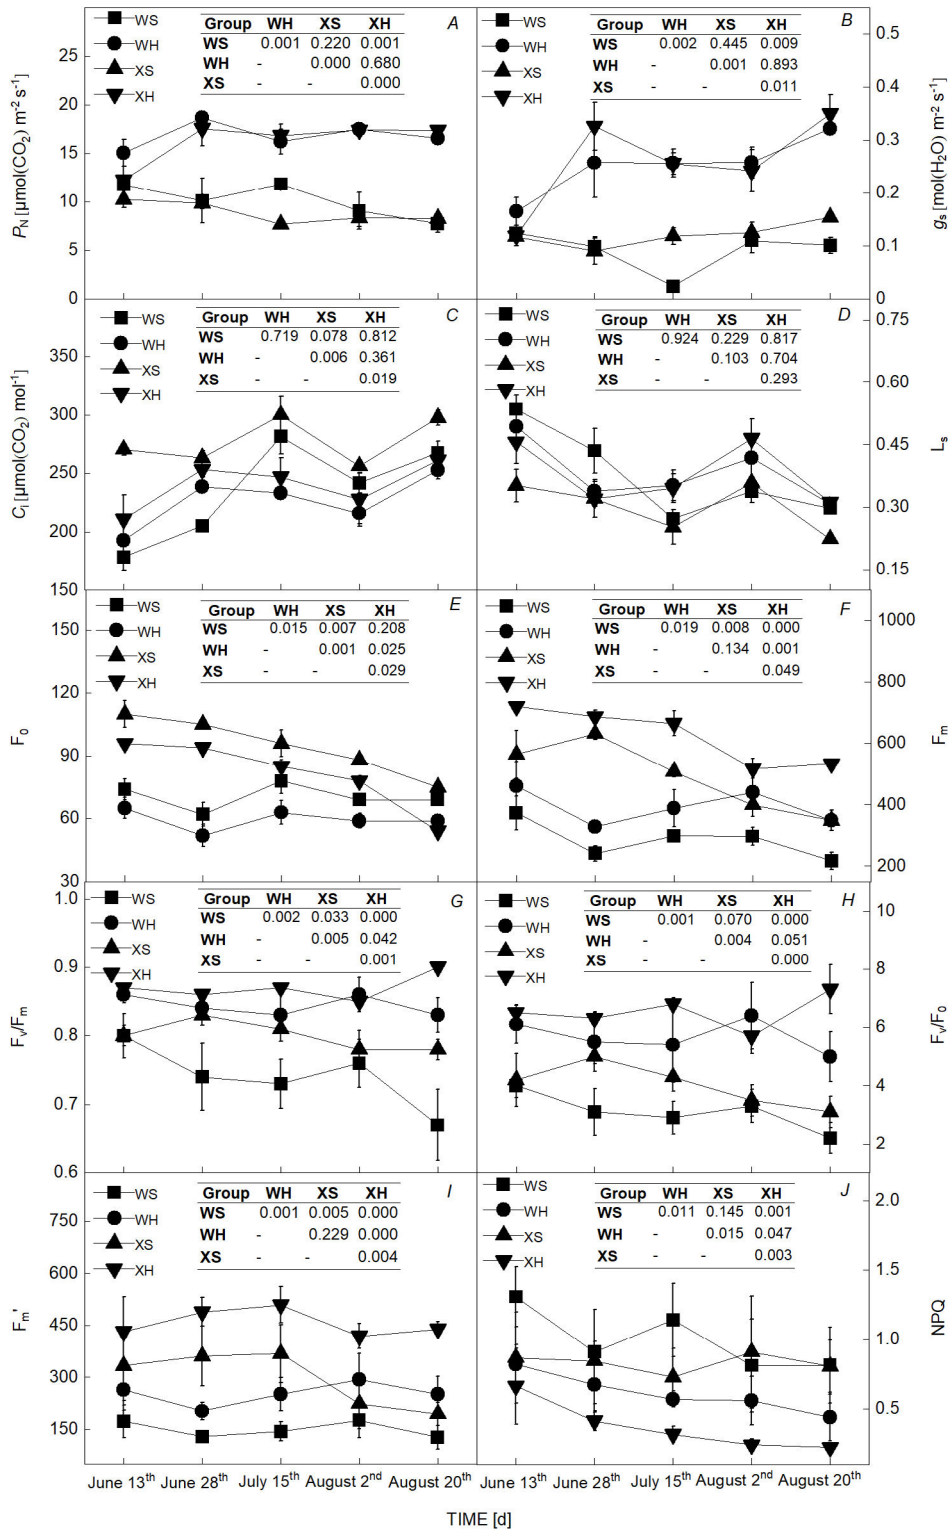 WS
WH
XS
XH
A
Group WH XS XH
WS 0.001 0.220 0.001
WH - 0.000 0.680
XS - - 0.000
25
20
15
10
5
0
P_N [µmol(CO₂) m⁻² s⁻¹]
WS
WH
XS
XH
B
Group WH XS XH
WS 0.002 0.445 0.009
WH - 0.001 0.893
XS - - 0.011
0.5
0.4
0.3
0.2
0.1
0
g_s [mol(H₂O) m⁻² s⁻¹]
WS
WH
XS
XH
C
Group WH XS XH
WS 0.719 0.078 0.812
WH - 0.006 0.361
XS - - 0.019
350
300
250
200
150
C_i [µmol(CO₂) mol⁻¹]
WS
WH
XS
XH
D
Group WH XS XH
WS 0.924 0.229 0.817
WH - 0.103 0.704
XS - - 0.293
0.75
0.60
0.45
0.30
0.15
L_s
WS
WH
XS
XH
E
Group WH XS XH
WS 0.015 0.007 0.208
WH - 0.001 0.025
XS - - 0.029
150
120
90
60
30
F₀
WS
WH
XS
XH
F
Group WH XS XH
WS 0.019 0.008 0.000
WH - 0.134 0.001
XS - - 0.049
1000
800
600
400
200
F_m
WS
WH
XS
XH
G
Group WH XS XH
WS 0.002 0.033 0.000
WH - 0.005 0.042
XS - - 0.001
1.0
0.9
0.8
0.7
0.6
F_v/F_m
WS
WH
XS
XH
H
Group WH XS XH
WS 0.001 0.070 0.000
WH - 0.004 0.051
XS - - 0.000
10
8
6
4
2
F_v/F₀
WS
WH
XS
XH
I
Group WH XS XH
WS 0.001 0.005 0.000
WH - 0.229 0.000
XS - - 0.004
750
600
450
300
150
F_m'
WS
WH
XS
XH
J
Group WH XS XH
WS 0.011 0.145 0.001
WH - 0.015 0.047
XS - - 0.003
2.0
1.5
1.0
0.5
NPQ
June 13th June 28th July 15th August 2nd August 20th
June 13th June 28th July 15th August 2nd August 20th
TIME [d]